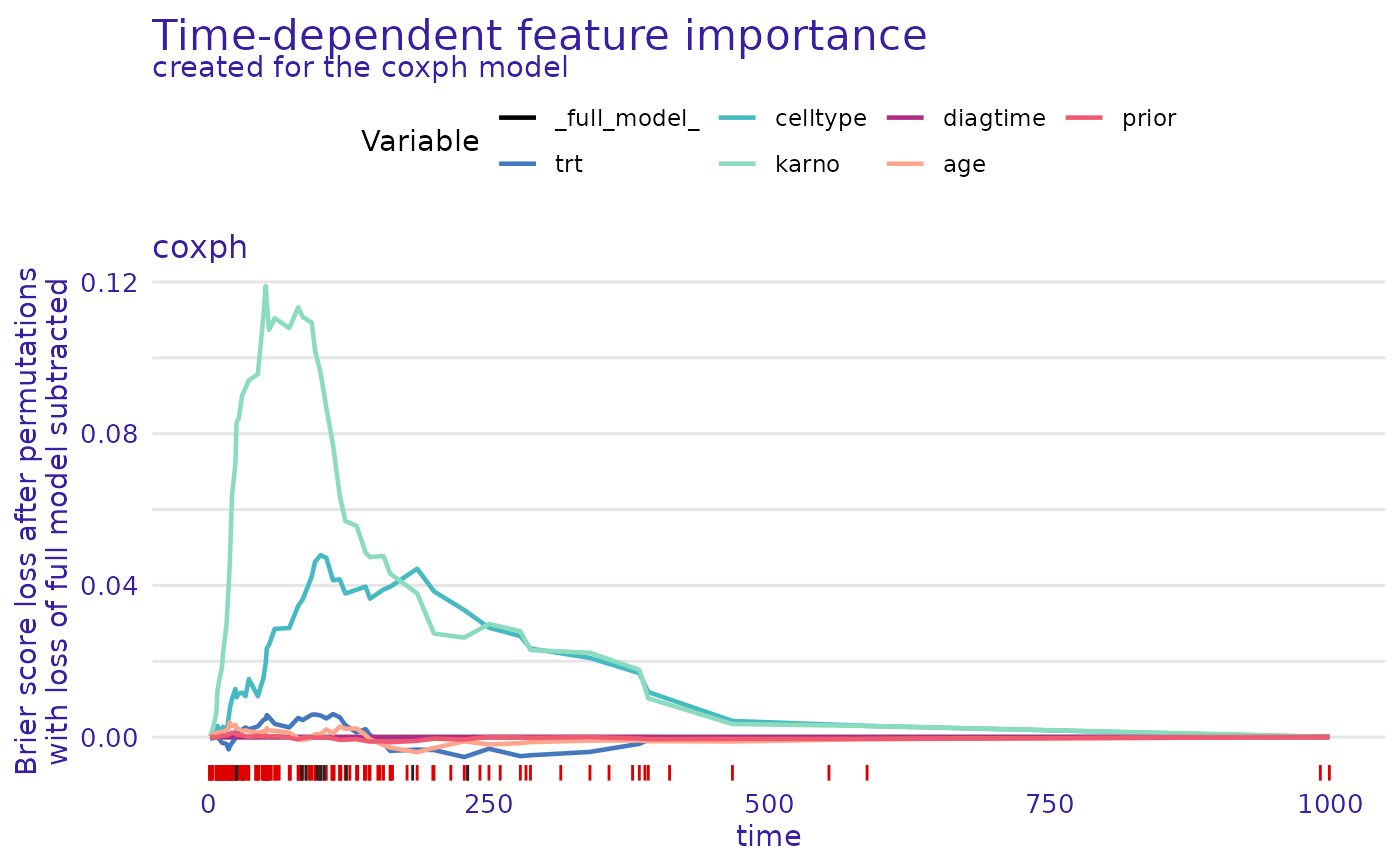 Time-dependent feature importance
created for the coxph model
Variable
_full_model_ celltype diagtime prior
trt karno age
coxph
Brier score loss after permutations
with loss of full model subtracted
0.12
0.08
0.04
0.00
0 250 500 750 1000
time